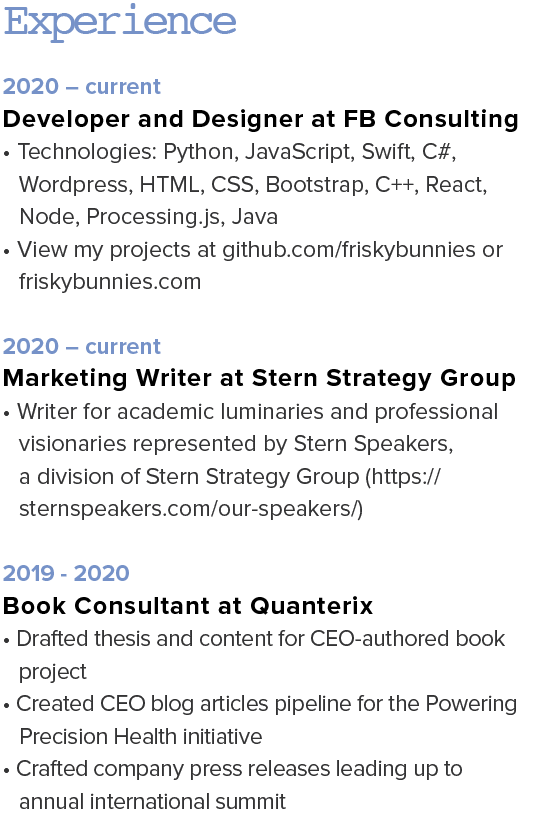 Experience
2020 – current
Developer and Designer at FB Consulting
• Technologies: Python, JavaScript, Swift, C#,
Wordpress, HTML, CSS, Bootstrap, C++, React,
Node, Processing.js, Java
• View my projects at github.com/friskybunnies or
friskybunnies.com
2020 – current
Marketing Writer at Stern Strategy Group
• Writer for academic luminaries and professional
visionaries represented by Stern Speakers,
a division of Stern Strategy Group (https://
sternspeakers.com/our-speakers/)
2019 - 2020
Book Consultant at Quanterix
• Drafted thesis and content for CEO-authored book
project
• Created CEO blog articles pipeline for the Powering
Precision Health initiative
• Crafted company press releases leading up to
annual international summit